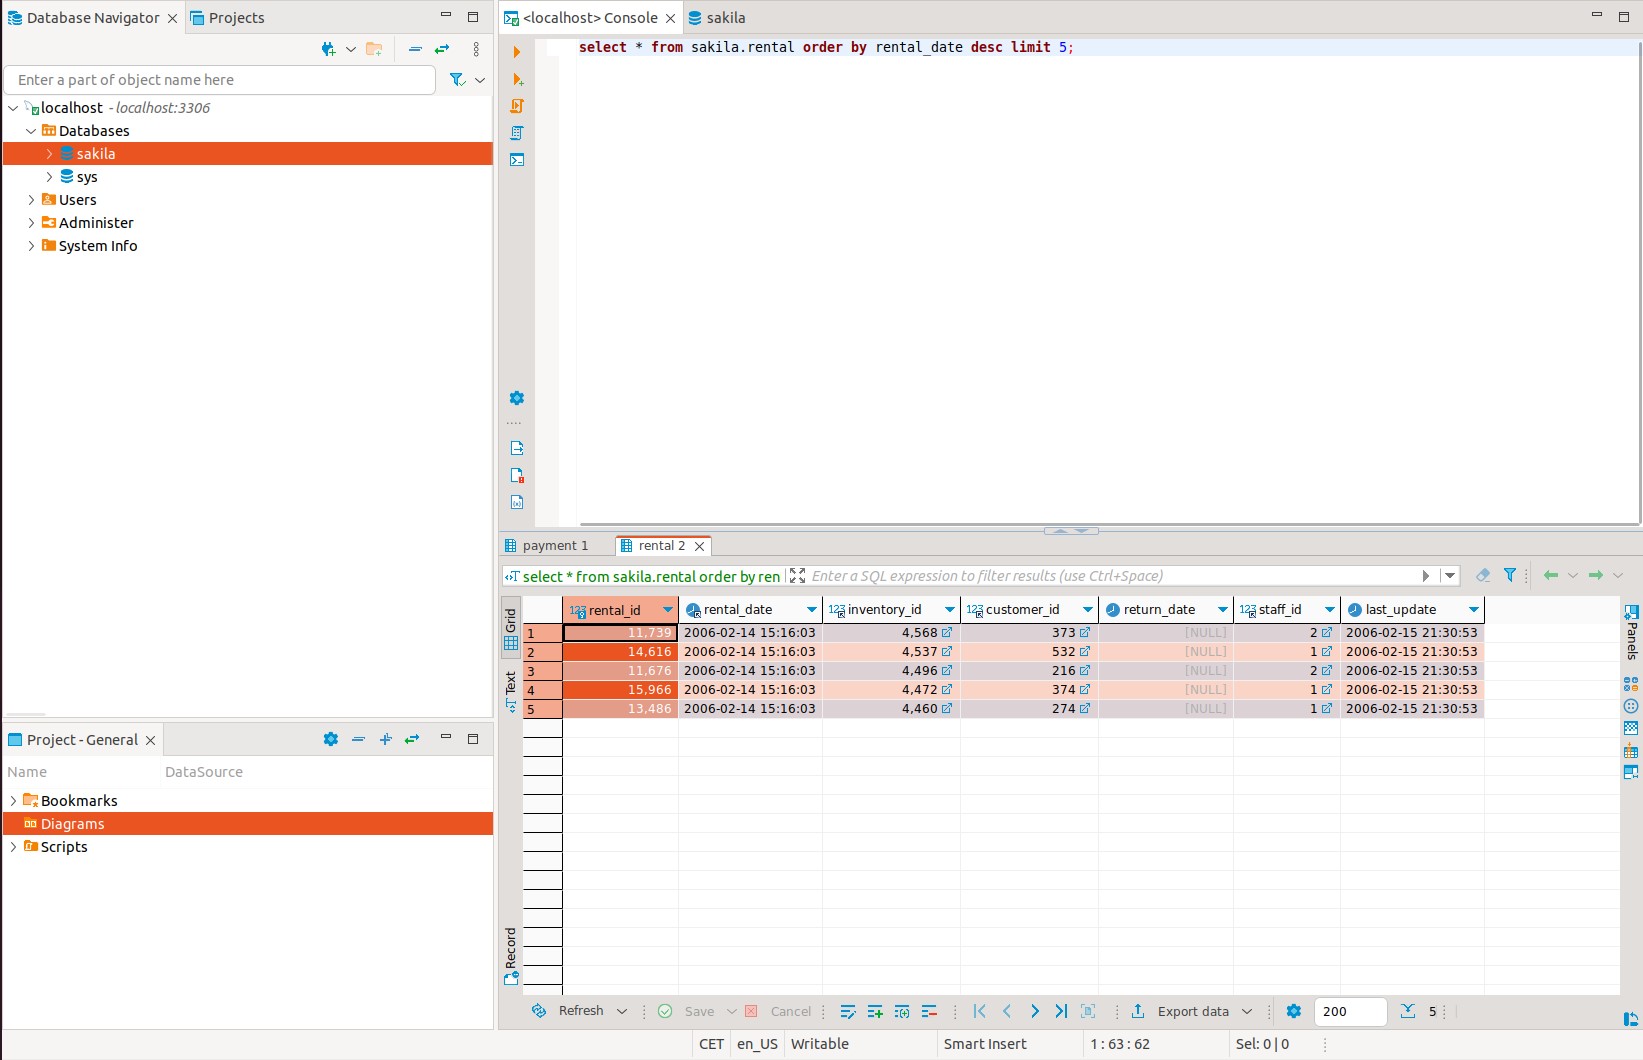 Database Navigator
Projects
Enter a part of object name here
localhost - localhost:3306
Databases
sakila
sys
Users
Administer
System Info
Project - General
Name DataSource
Bookmarks
Diagrams
Scripts
<localhost> Console
sakila
select * from sakila.rental order by rental_date desc limit 5;
payment 1
rental 2
select * from sakila.rental order by ren
Enter a SQL expression to filter results (use Ctrl+Space)
Grid
Text
Record
Panels
rental_id rental_date inventory_id customer_id return_date staff_id last_update
1 11,739 2006-02-14 15:16:03 4,568 373 [NULL] 2 2006-02-15 21:30:53
2 14,616 2006-02-14 15:16:03 4,537 532 [NULL] 1 2006-02-15 21:30:53
3 11,676 2006-02-14 15:16:03 4,496 216 [NULL] 2 2006-02-15 21:30:53
4 15,966 2006-02-14 15:16:03 4,472 374 [NULL] 1 2006-02-15 21:30:53
5 13,486 2006-02-14 15:16:03 4,460 274 [NULL] 1 2006-02-15 21:30:53
Refresh Save Cancel Export data 200 5
CET en_US Writable Smart Insert 1 : 63 : 62 Sel: 0 | 0